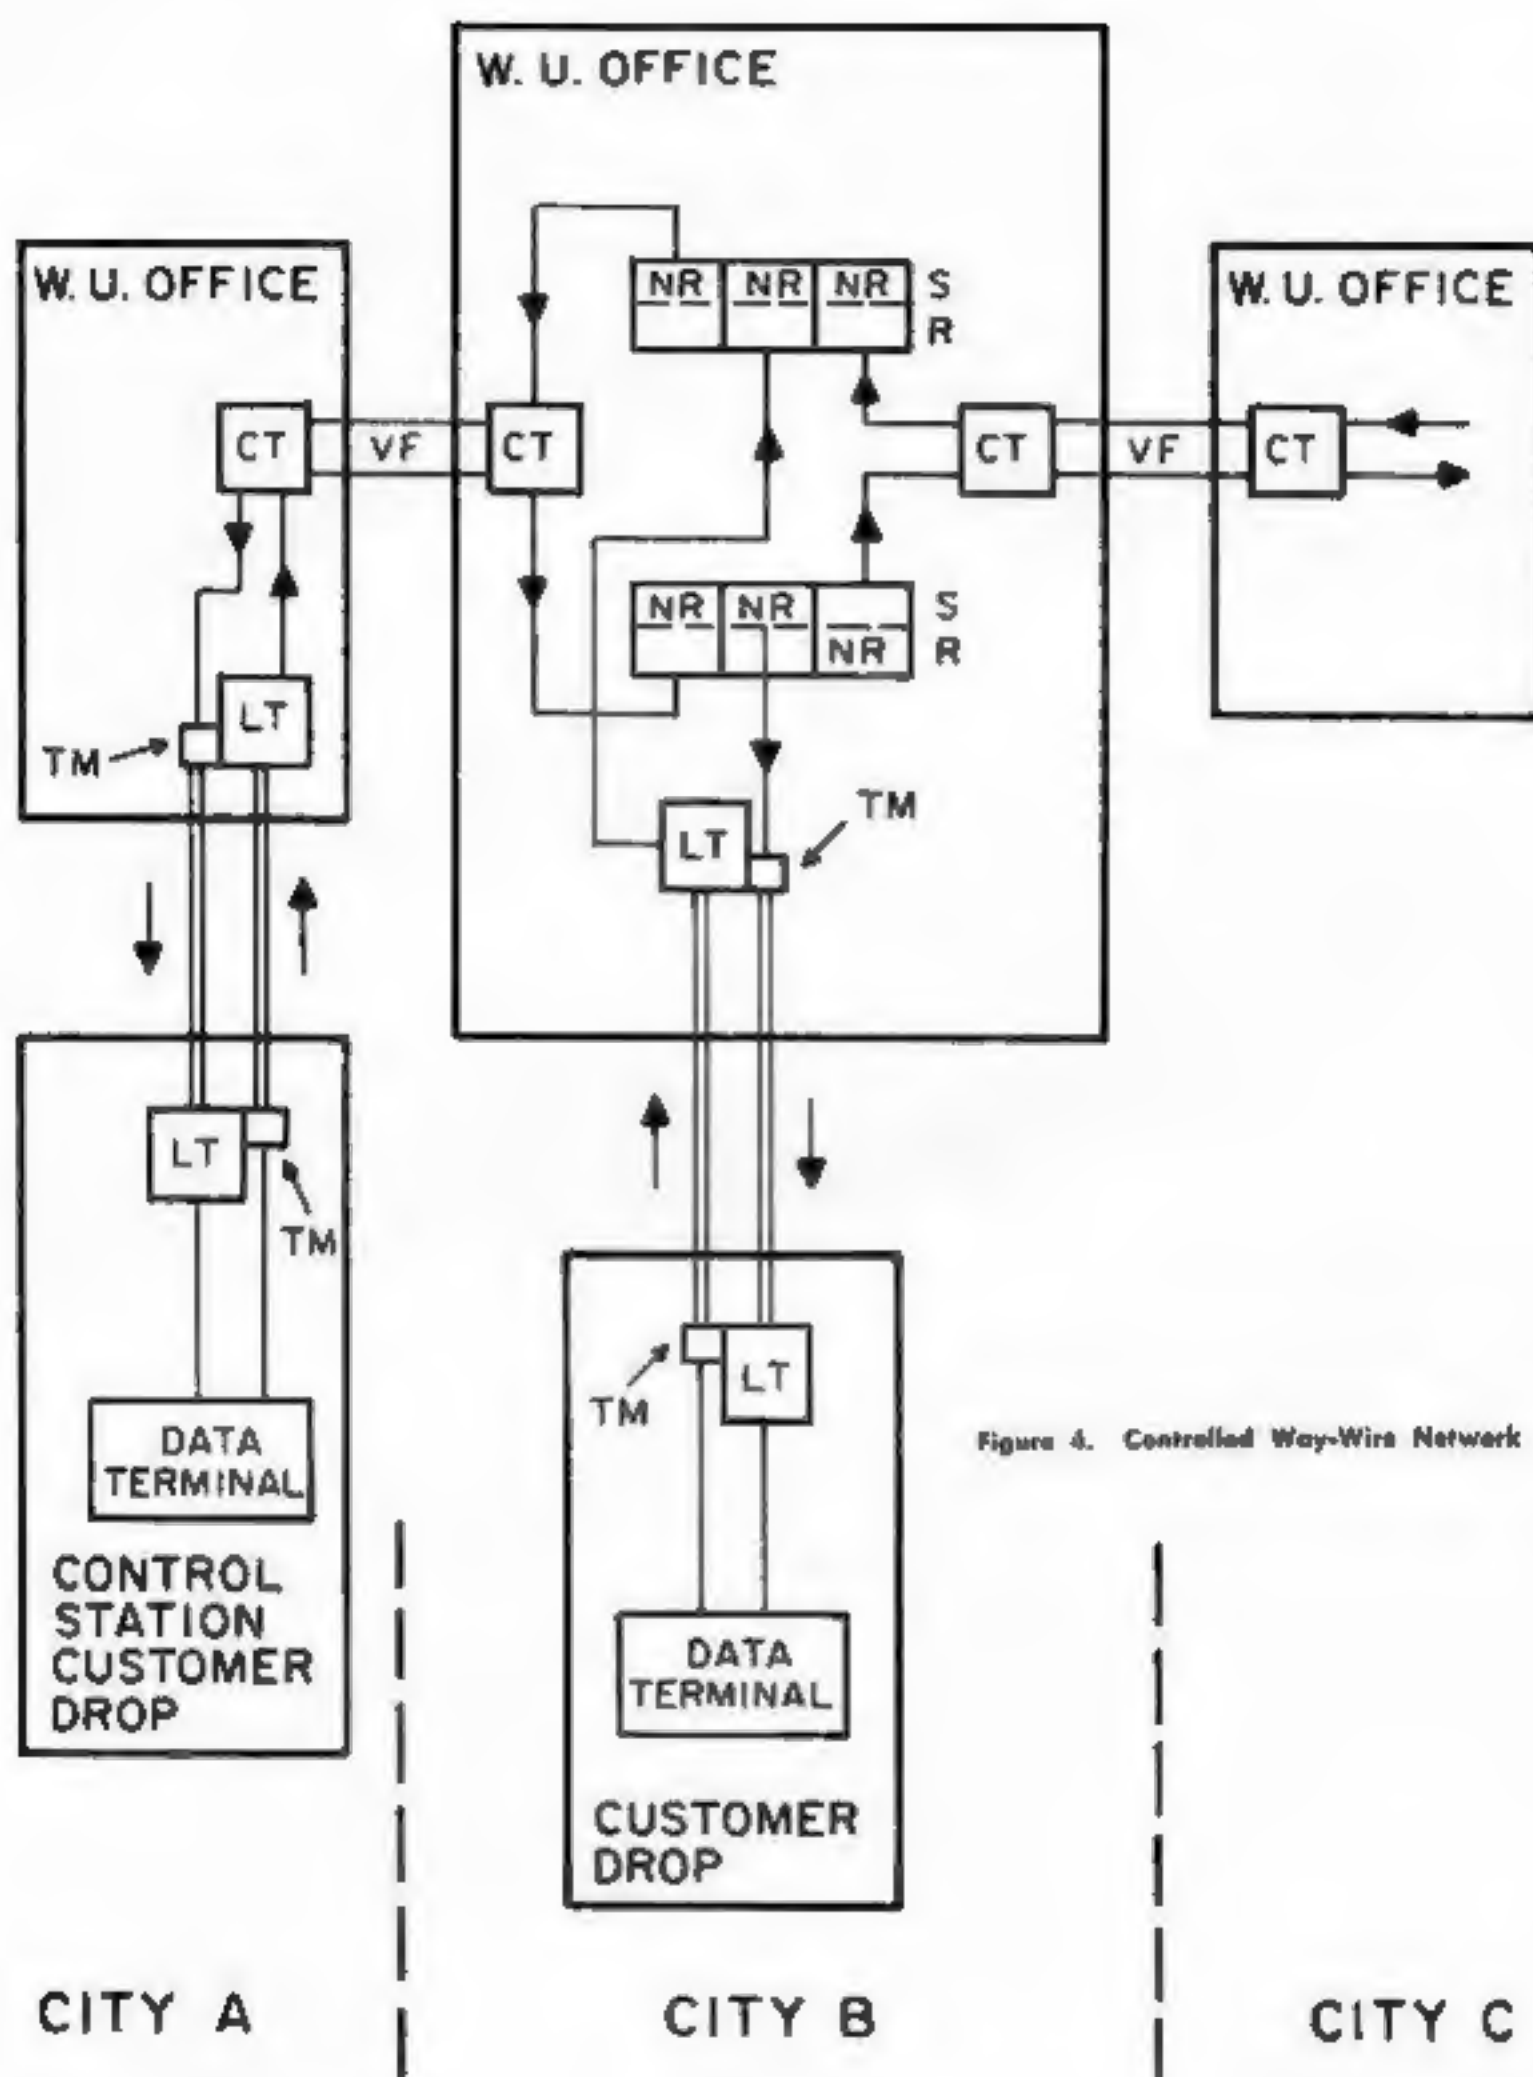 W. U. OFFICE
W. U. OFFICE
W. U. OFFICE
NR NR NR S
R
CT VF CT CT VF CT
NR NR S
NR R
LT
TM
TM
LT
LT
TM
TM
LT
DATA
TERMINAL
CONTROL
STATION
CUSTOMER
DROP
DATA
TERMINAL
CUSTOMER
DROP
Figure 4. Controlled Way-Wire Network
CITY A CITY B CITY C